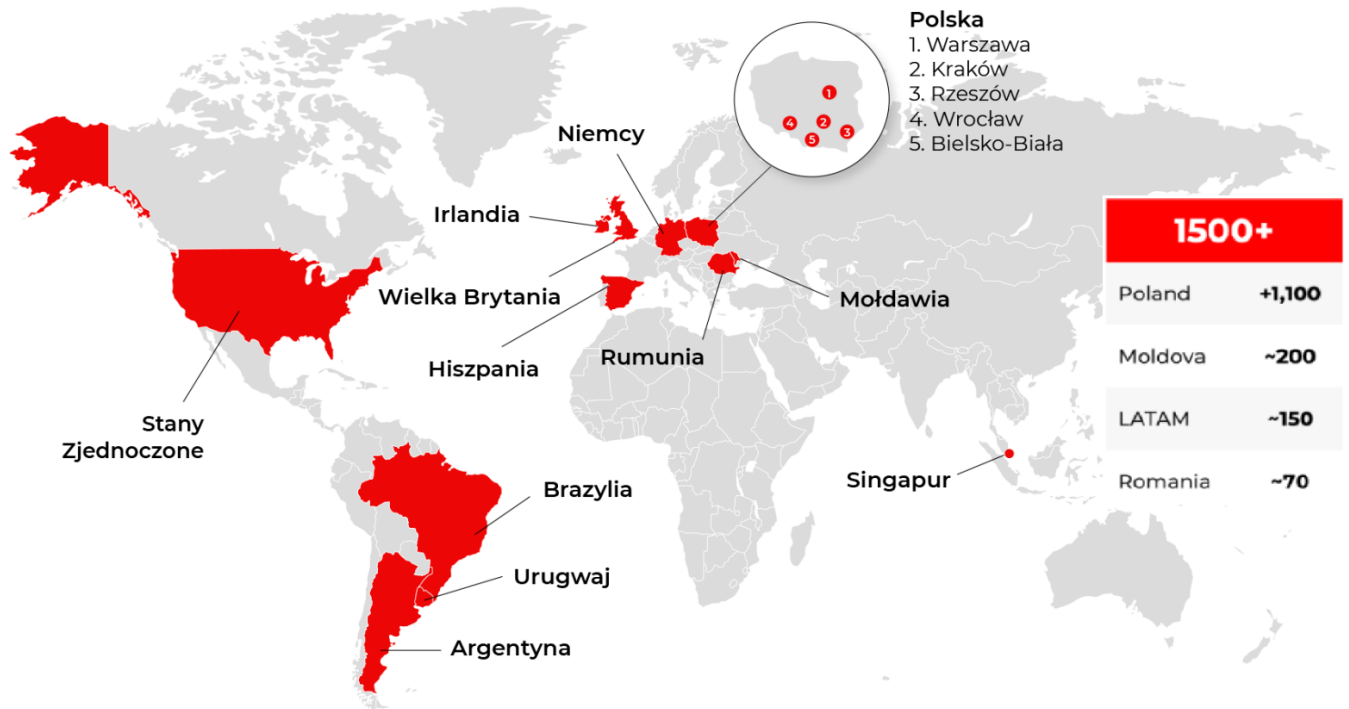 Polska
1. Warszawa
2. Kraków
3. Rzeszów
4. Wrocław
5. Bielsko-Biała
1
2
3
4
5
Niemcy
Irlandia
Wielka Brytania
Hiszpania
Rumunia
Mołdawia
Stany
Zjednoczone
Brazylia
Urugwaj
Argentyna
Singapur
1500+
Poland +1,100
Moldova ~200
LATAM ~150
Romania ~70